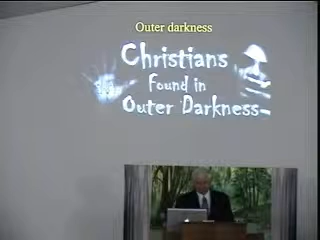 Outer darkness
Christians
Found in
Outer Darkness